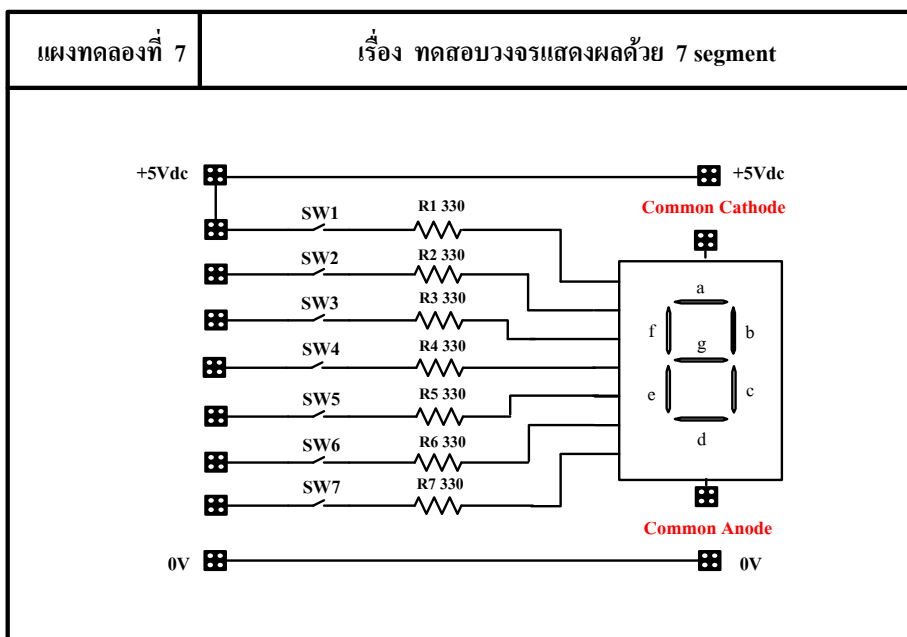 แผงทดลองที่ 7
เรื่อง ทดสอบวงจรแสดงผลด้วย 7 segment
+5Vdc
+5Vdc
Common Cathode
SW1
R1 330
SW2
R2 330
SW3
R3 330
SW4
R4 330
SW5
R5 330
SW6
R6 330
SW7
R7 330
a
f
b
g
e
c
d
Common Anode
0V
0V